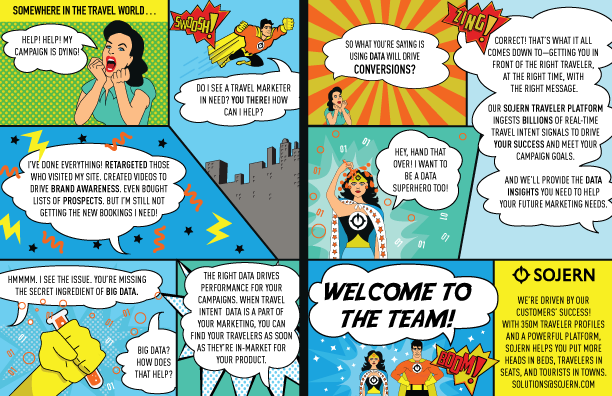 SOMEWHERE IN THE TRAVEL WORLD...
HELP! HELP! MY
CAMPAIGN IS DYING!
SWOOSH!
DO I SEE A TRAVEL MARKETER
IN NEED? YOU THERE! HOW
CAN I HELP?
I'VE DONE EVERYTHING! RETARGETED THOSE
WHO VISITED MY SITE. CREATED VIDEOS TO
DRIVE BRAND AWARENESS. EVEN BOUGHT
LISTS OF PROSPECTS. BUT I'M STILL NOT
GETTING THE NEW BOOKINGS I NEED!
HMMMM. I SEE THE ISSUE. YOU'RE MISSING
THE SECRET INGREDIENT OF BIG DATA.
BIG DATA?
HOW DOES
THAT HELP?
THE RIGHT DATA DRIVES
PERFORMANCE FOR YOUR
CAMPAIGNS. WHEN TRAVEL
INTENT DATA IS A PART
OF YOUR MARKETING, YOU CAN
FIND YOUR TRAVELERS AS SOON
AS THEY'RE IN-MARKET FOR
YOUR PRODUCT.
SO WHAT YOU'RE SAYING IS
USING DATA WILL DRIVE
CONVERSIONS?
ZING!
CORRECT! THAT'S WHAT IT ALL
COMES DOWN TO—GETTING YOU IN
FRONT OF THE RIGHT TRAVELER,
AT THE RIGHT TIME, WITH
THE RIGHT MESSAGE.
OUR SOJERN TRAVELER PLATFORM
INGESTS BILLIONS OF REAL-TIME
TRAVEL INTENT SIGNALS TO DRIVE
YOUR SUCCESS AND MEET YOUR
CAMPAIGN GOALS.
AND WE'LL PROVIDE THE DATA
INSIGHTS YOU NEED TO HELP
YOUR FUTURE MARKETING NEEDS.
HEY, HAND THAT
OVER! I WANT TO
BE A DATA
SUPERHERO TOO!
WELCOME TO
THE TEAM!
BOOM!
SOJERN
WE'RE DRIVEN BY OUR
CUSTOMERS' SUCCESS!
WITH 350M TRAVELER PROFILES
AND A POWERFUL PLATFORM,
SOJERN HELPS YOU PUT MORE
HEADS IN BEDS, TRAVELERS IN
SEATS, AND TOURISTS IN TOWNS.
SOLUTIONS@SOJERN.COM